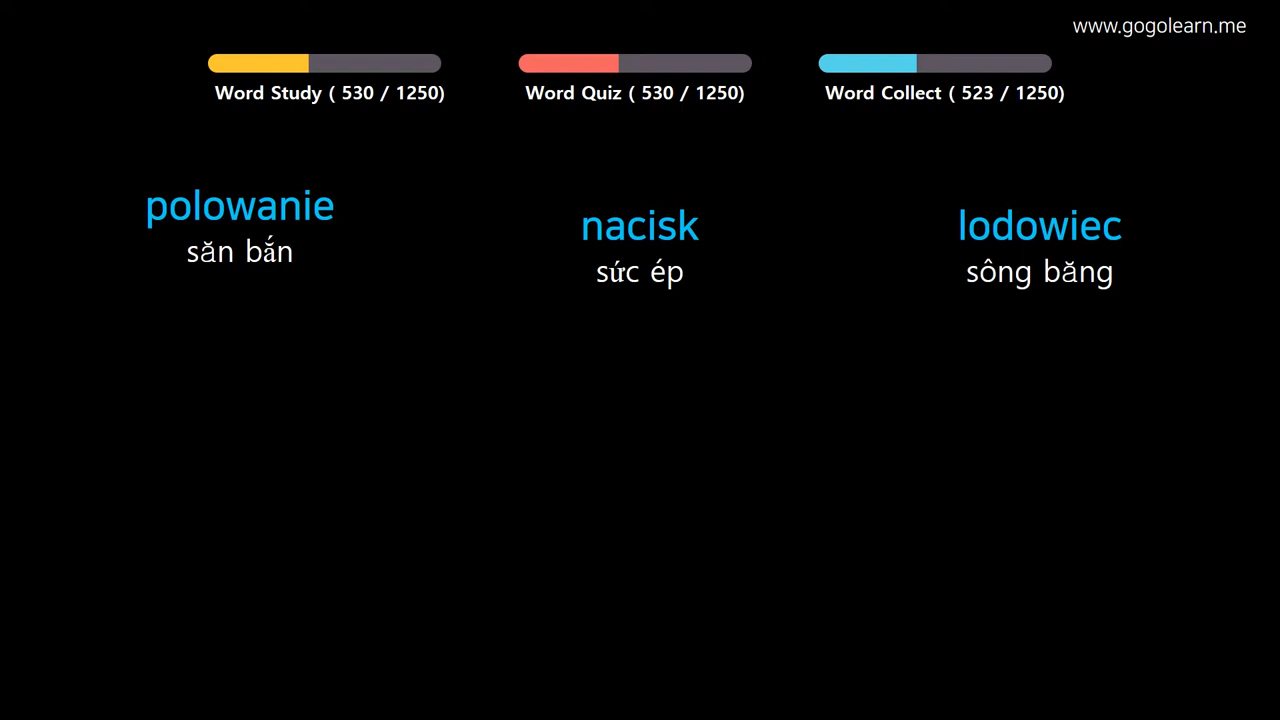 www.gogolearn.me
Word Study ( 530 / 1250)
Word Quiz ( 530 / 1250)
Word Collect ( 523 / 1250)
polowanie
săn bắn
nacisk
sức ép
lodowiec
sông băng